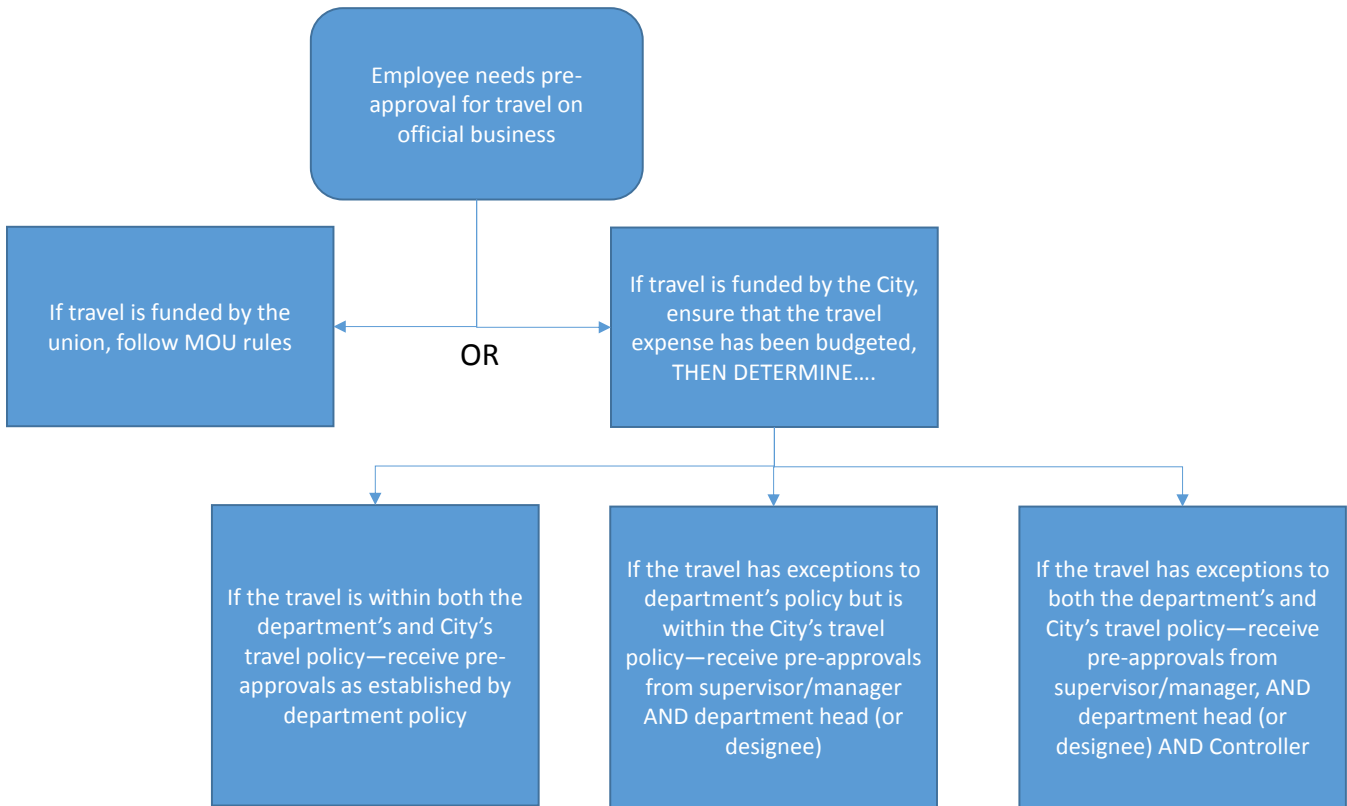 Employee needs pre-
approval for travel on
official business
If travel is funded by the
union, follow MOU rules
OR
If travel is funded by the City,
ensure that the travel
expense has been budgeted,
THEN DETERMINE….
If the travel is within both the
department’s and City’s
travel policy—receive pre-
approvals as established by
department policy
If the travel has exceptions to
department’s policy but is
within the City’s travel
policy—receive pre-approvals
from supervisor/manager
AND department head (or
designee)
If the travel has exceptions to
both the department’s and
City’s travel policy—receive
pre-approvals from
supervisor/manager, AND
department head (or
designee) AND Controller